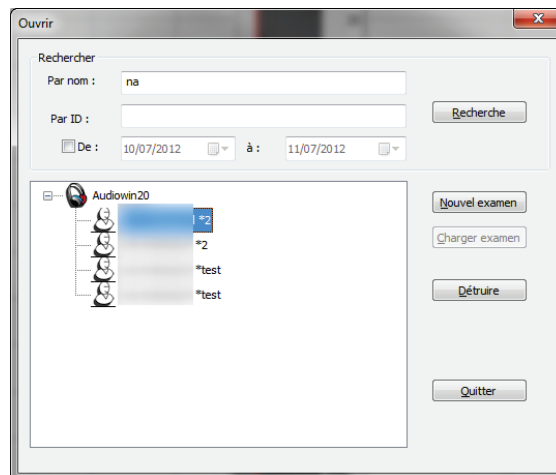 Ouvrir
Rechercher
Par nom : na
Par ID :
Recherche
De : 10/07/2012 à : 11/07/2012
Audiowin20
*2
*2
*test
*test
Nouvel examen
Charger examen
Détruire
Quitter